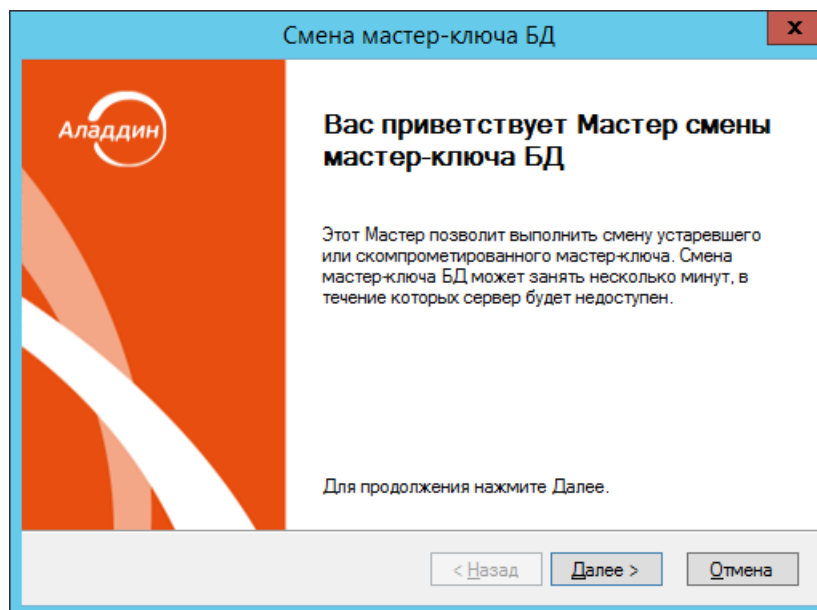 Смена мастер-ключа БД
x
Аладдин
Вас приветствует Мастер смены
мастер-ключа БД
Этот Мастер позволит выполнить смену устаревшего
или скомпрометированного мастер-ключа. Смена
мастер-ключа БД может занять несколько минут, в
течение которых сервер будет недоступен.
Для продолжения нажмите Далее.
< Назад
Далее >
Отмена